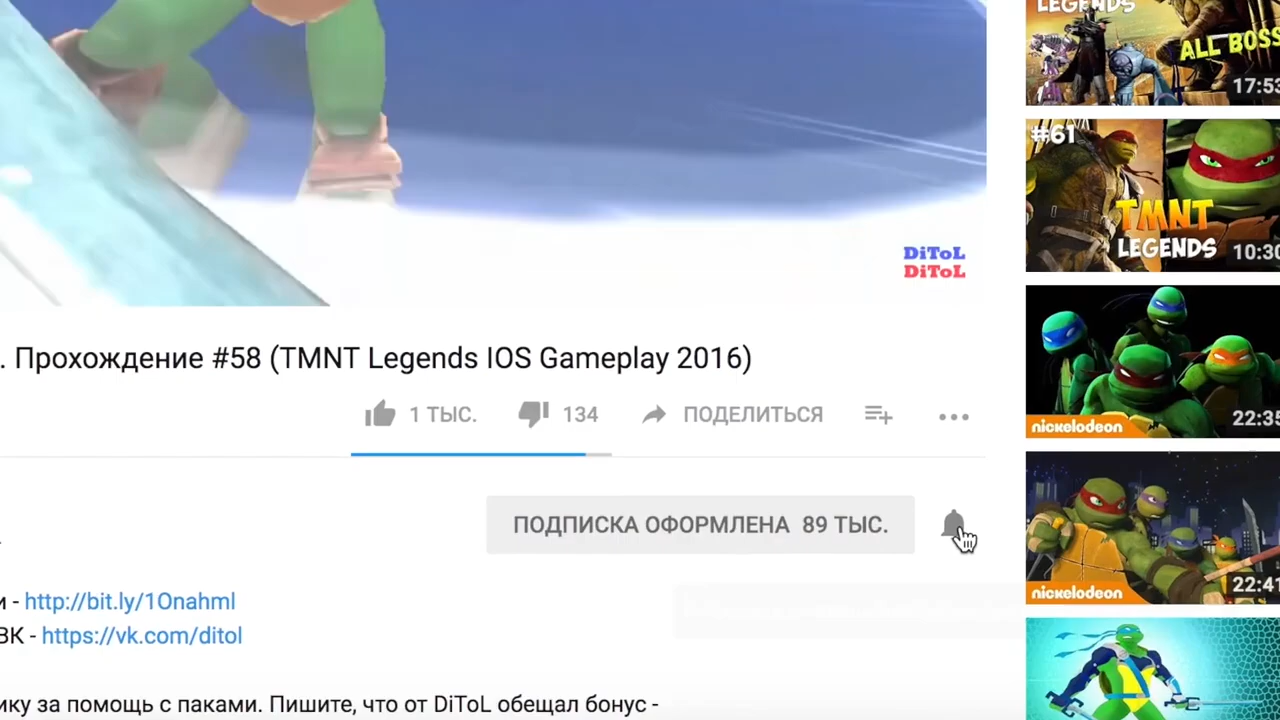 LEGENDS
ALL BOSS
17:53
#61
TMNT
LEGENDS
10:30
DiToL
DiToL
. Прохождение #58 (TMNT Legends IOS Gameplay 2016)
1 ТЫС.
134
ПОДЕЛИТЬСЯ
nickelodeon
22:35
ПОДПИСКА ОФОРМЛЕНА 89 ТЫС.
nickelodeon
22:41
и - http://bit.ly/1Onahml
ВК - https://vk.com/ditol
ику за помощь с паками. Пишите, что от DiToL обещал бонус -